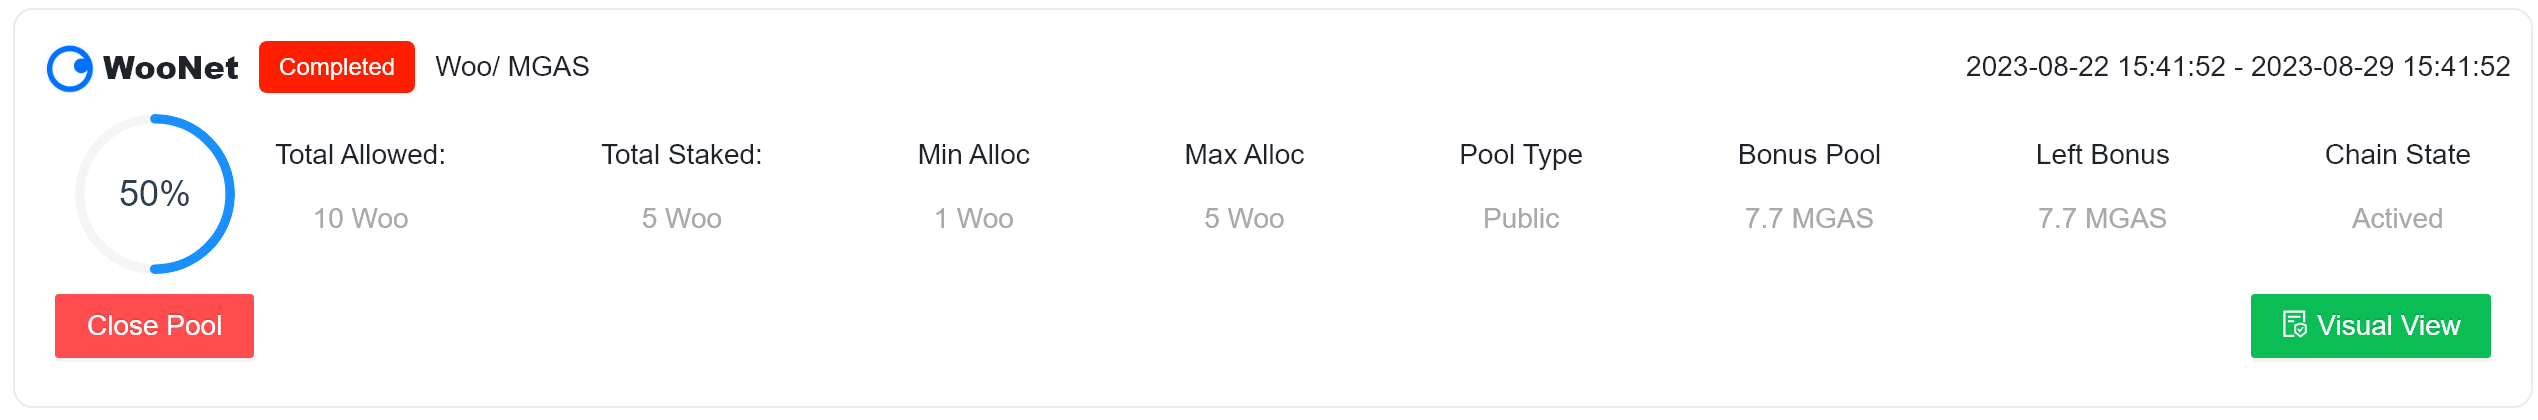 WooNet Completed Woo/ MGAS 2023-08-22 15:41:52 - 2023-08-29 15:41:52
50%
Total Allowed: Total Staked: Min Alloc Max Alloc Pool Type Bonus Pool Left Bonus Chain State
10 Woo 5 Woo 1 Woo 5 Woo Public 7.7 MGAS 7.7 MGAS Actived
Close Pool Visual View